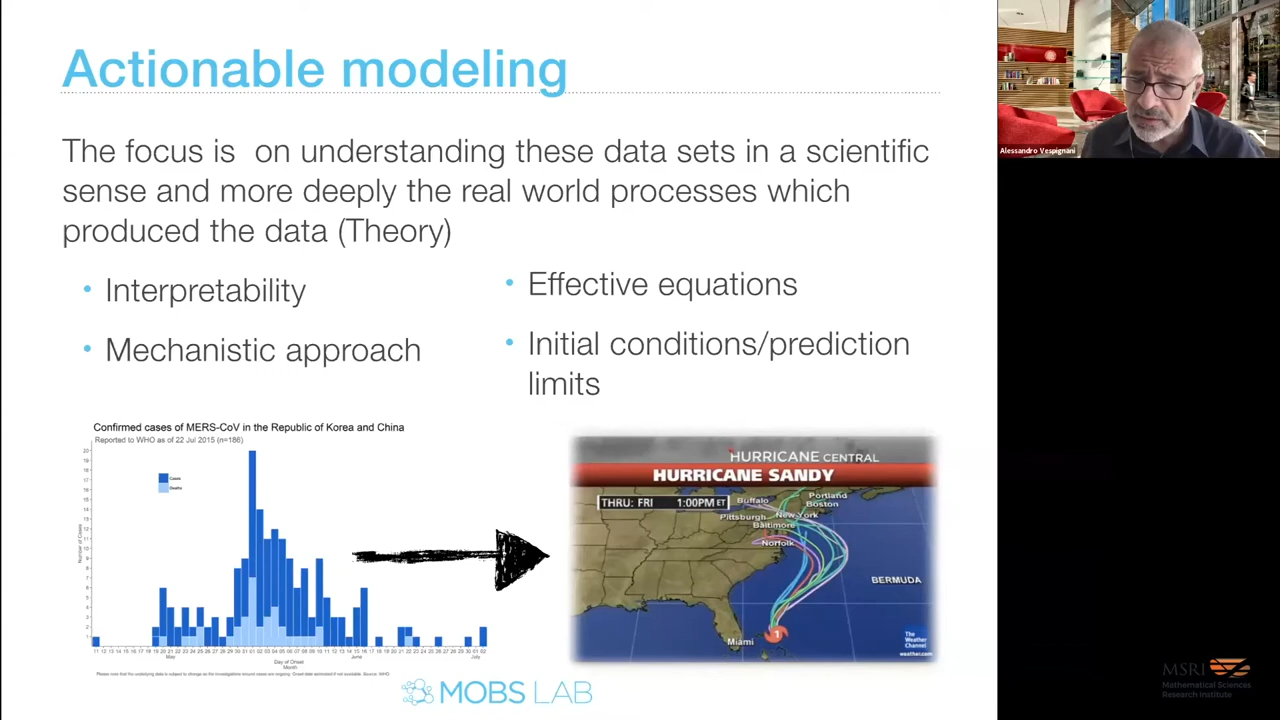 Actionable modeling
The focus is on understanding these data sets in a scientific
sense and more deeply the real world processes which
produced the data (Theory)
• Interpretability
• Mechanistic approach
• Effective equations
• Initial conditions/prediction
limits
Confirmed cases of MERS-CoV in the Republic of Korea and China
Reported to WHO as of 22 Jul 2015 (n=186)
Cases
Deaths
Number of Cases
May
June
July
Day of Onset
Month
HURRICANE CENTRAL
HURRICANE SANDY
THRU: FRI 1:00PM ET
Buffalo
Portland
Boston
Pittsburgh
New York
Baltimore
Norfolk
BERMUDA
Miami
1
The
Weather
Channel
weather.com
MOBS LAB
Alessandro Vespignani
MSRI
Mathematical Sciences
Research Institute